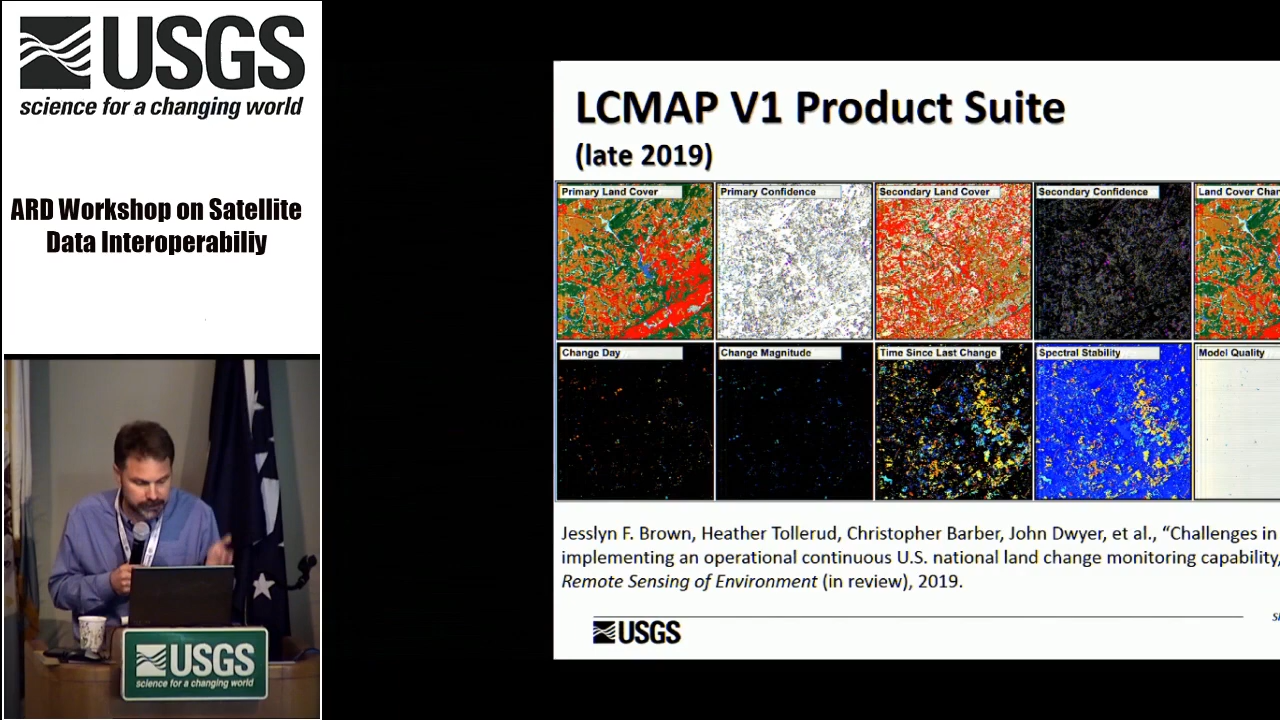 USGS
science for a changing world
ARD Workshop on Satellite
Data Interoperabiliy
LCMAP V1 Product Suite
(late 2019)
Primary Land Cover
Primary Confidence
Secondary Land Cover
Secondary Confidence
Land Cover Chan
Change Day
Change Magnitude
Time Since Last Change
Spectral Stability
Model Quality
Jesslyn F. Brown, Heather Tollerud, Christopher Barber, John Dwyer, et al., “Challenges in
implementing an operational continuous U.S. national land change monitoring capability,
Remote Sensing of Environment (in review), 2019.
USGS
USGS
science for a changing world